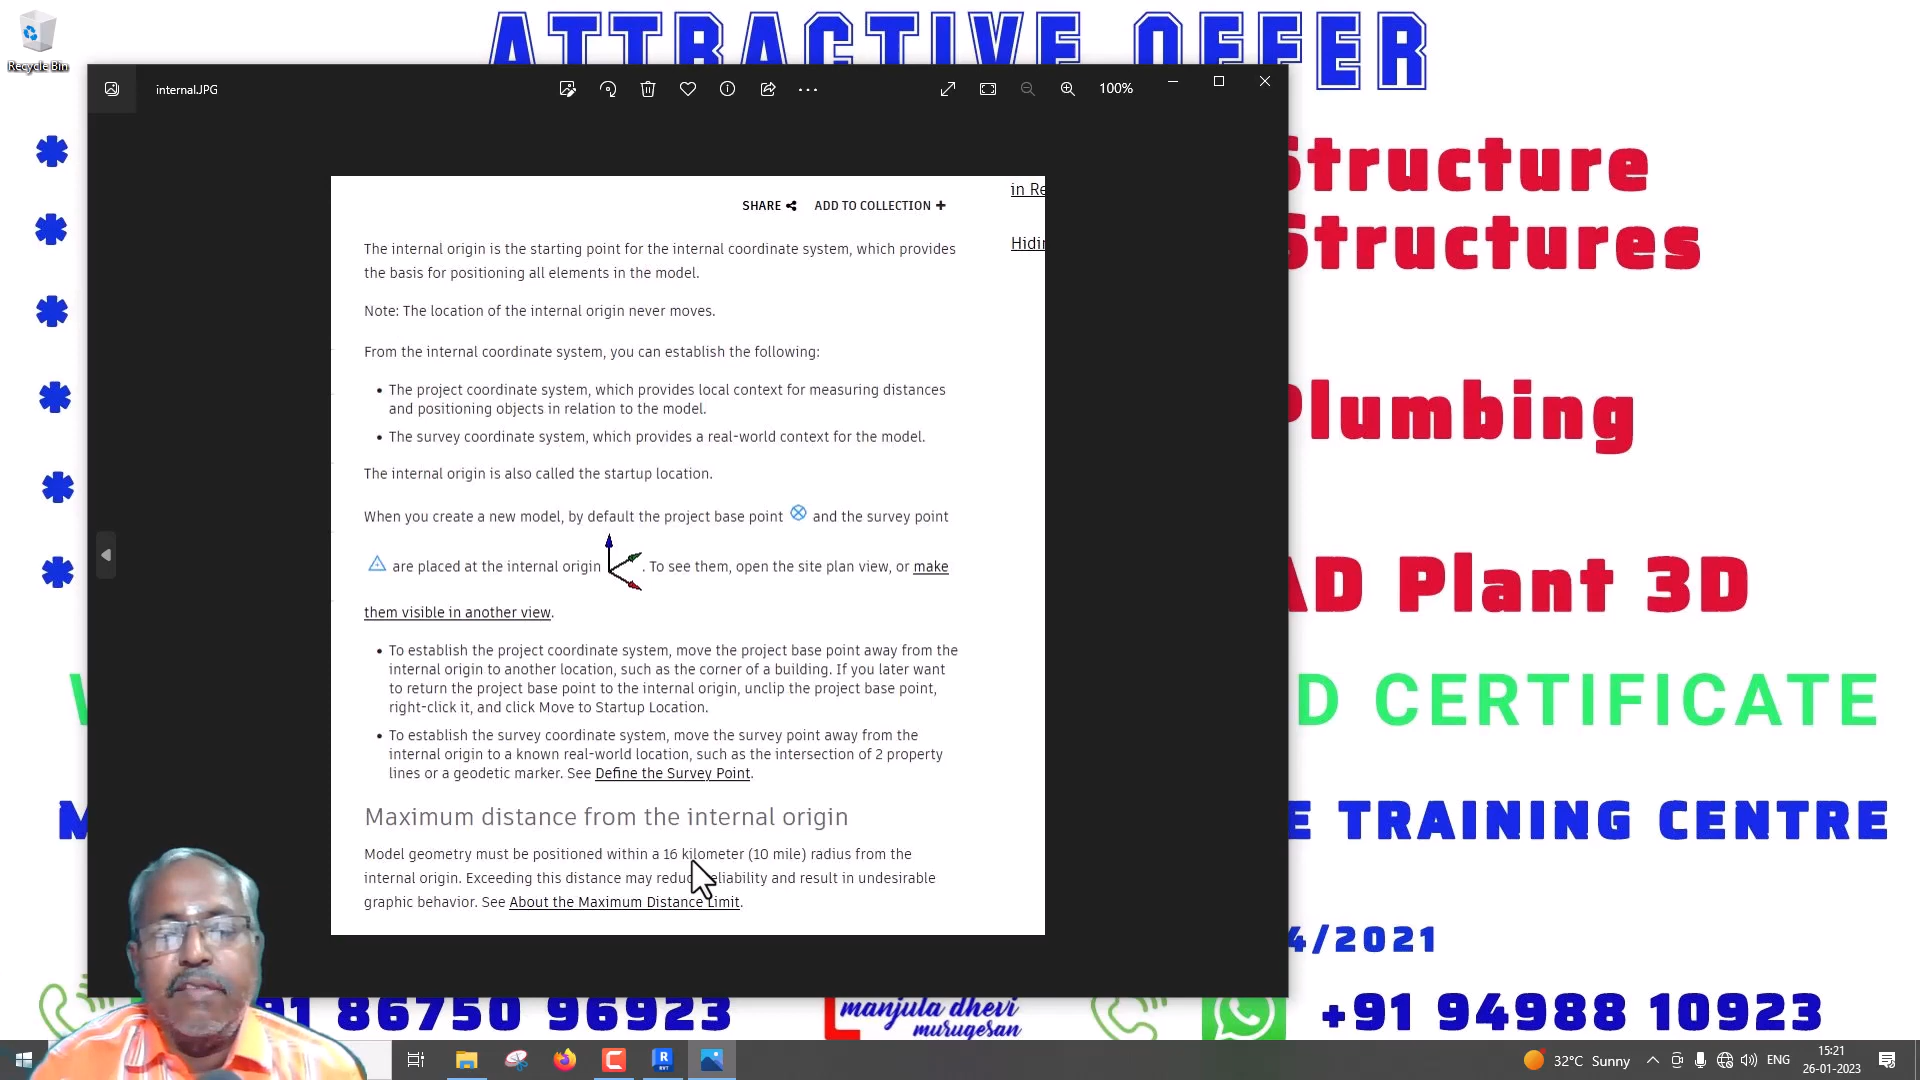 ATTRACTIVE OFFER
Recycle Bin
internal.JPG
100%
Structure
Structures
Plumbing
AD Plant 3D
D CERTIFICATE
E TRAINING CENTRE
4/2021
in Re
SHARE ADD TO COLLECTION +
Hidin
The internal origin is the starting point for the internal coordinate system, which provides
the basis for positioning all elements in the model.
Note: The location of the internal origin never moves.
From the internal coordinate system, you can establish the following:
• The project coordinate system, which provides local context for measuring distances
and positioning objects in relation to the model.
• The survey coordinate system, which provides a real-world context for the model.
The internal origin is also called the startup location.
When you create a new model, by default the project base point and the survey point
are placed at the internal origin . To see them, open the site plan view, or make
them visible in another view.
• To establish the project coordinate system, move the project base point away from the
internal origin to another location, such as the corner of a building. If you later want
to return the project base point to the internal origin, unclip the project base point,
right-click it, and click Move to Startup Location.
• To establish the survey coordinate system, move the survey point away from the
internal origin to a known real-world location, such as the intersection of 2 property
lines or a geodetic marker. See Define the Survey Point.
Maximum distance from the internal origin
Model geometry must be positioned within a 16 kilometer (10 mile) radius from the
internal origin. Exceeding this distance may reduce reliability and result in undesirable
graphic behavior. See About the Maximum Distance Limit.
91 86750 96923
manjula dhevi
murugesan
+91 94988 10923
32°C Sunny
ENG
15:21
26-01-2023